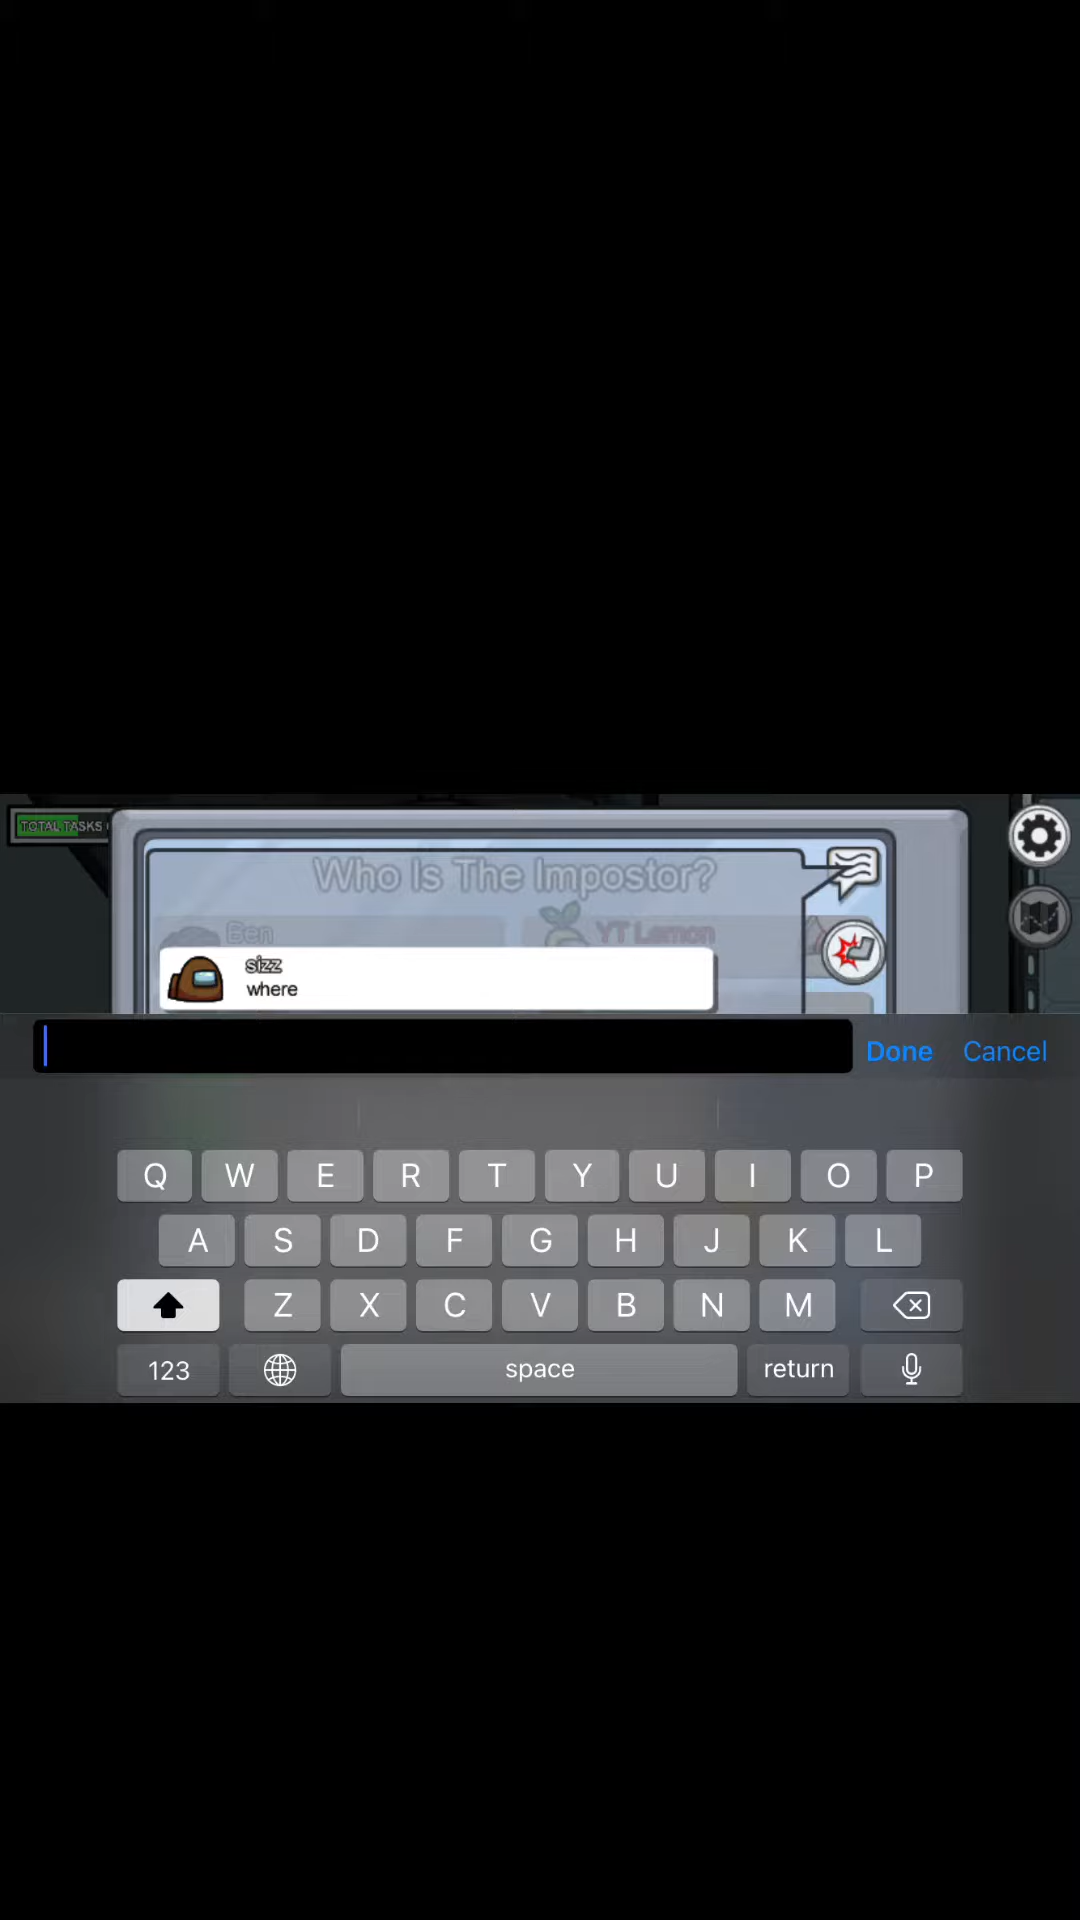 TOTAL TASKS
Who Is The Impostor?
Ben
YT Lemon
sizz
where
Done
Cancel
Q W E R T Y U I O P
A S D F G H J K L
Z X C V B N M
123
space
return